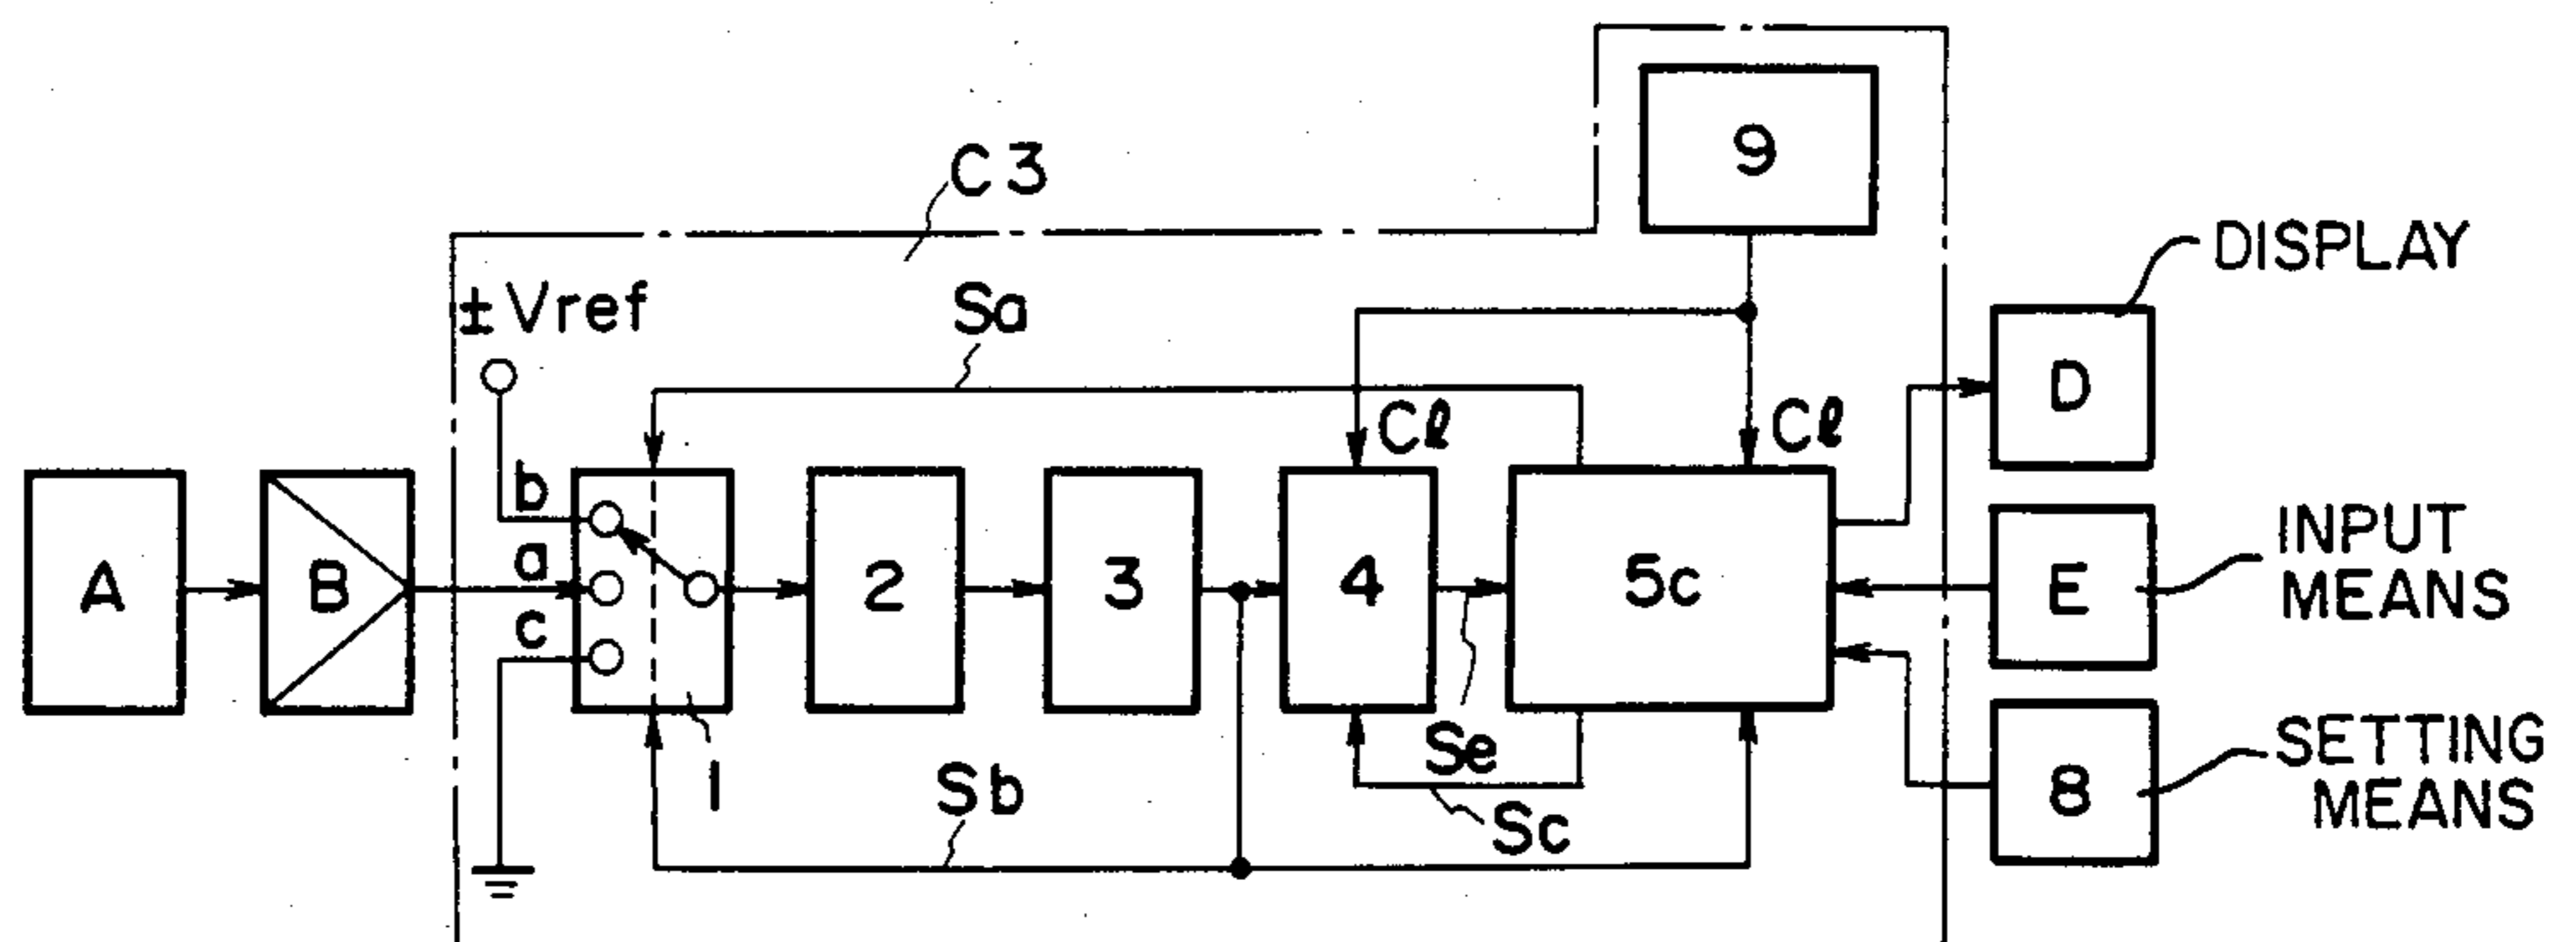 9
C3
DISPLAY
± Vref
Sa
D
Cℓ
Cℓ
b
INPUT
MEANS
a
A
B
2
3
4
5c
E
c
SETTING
MEANS
Se
1
Sb
Sc
8